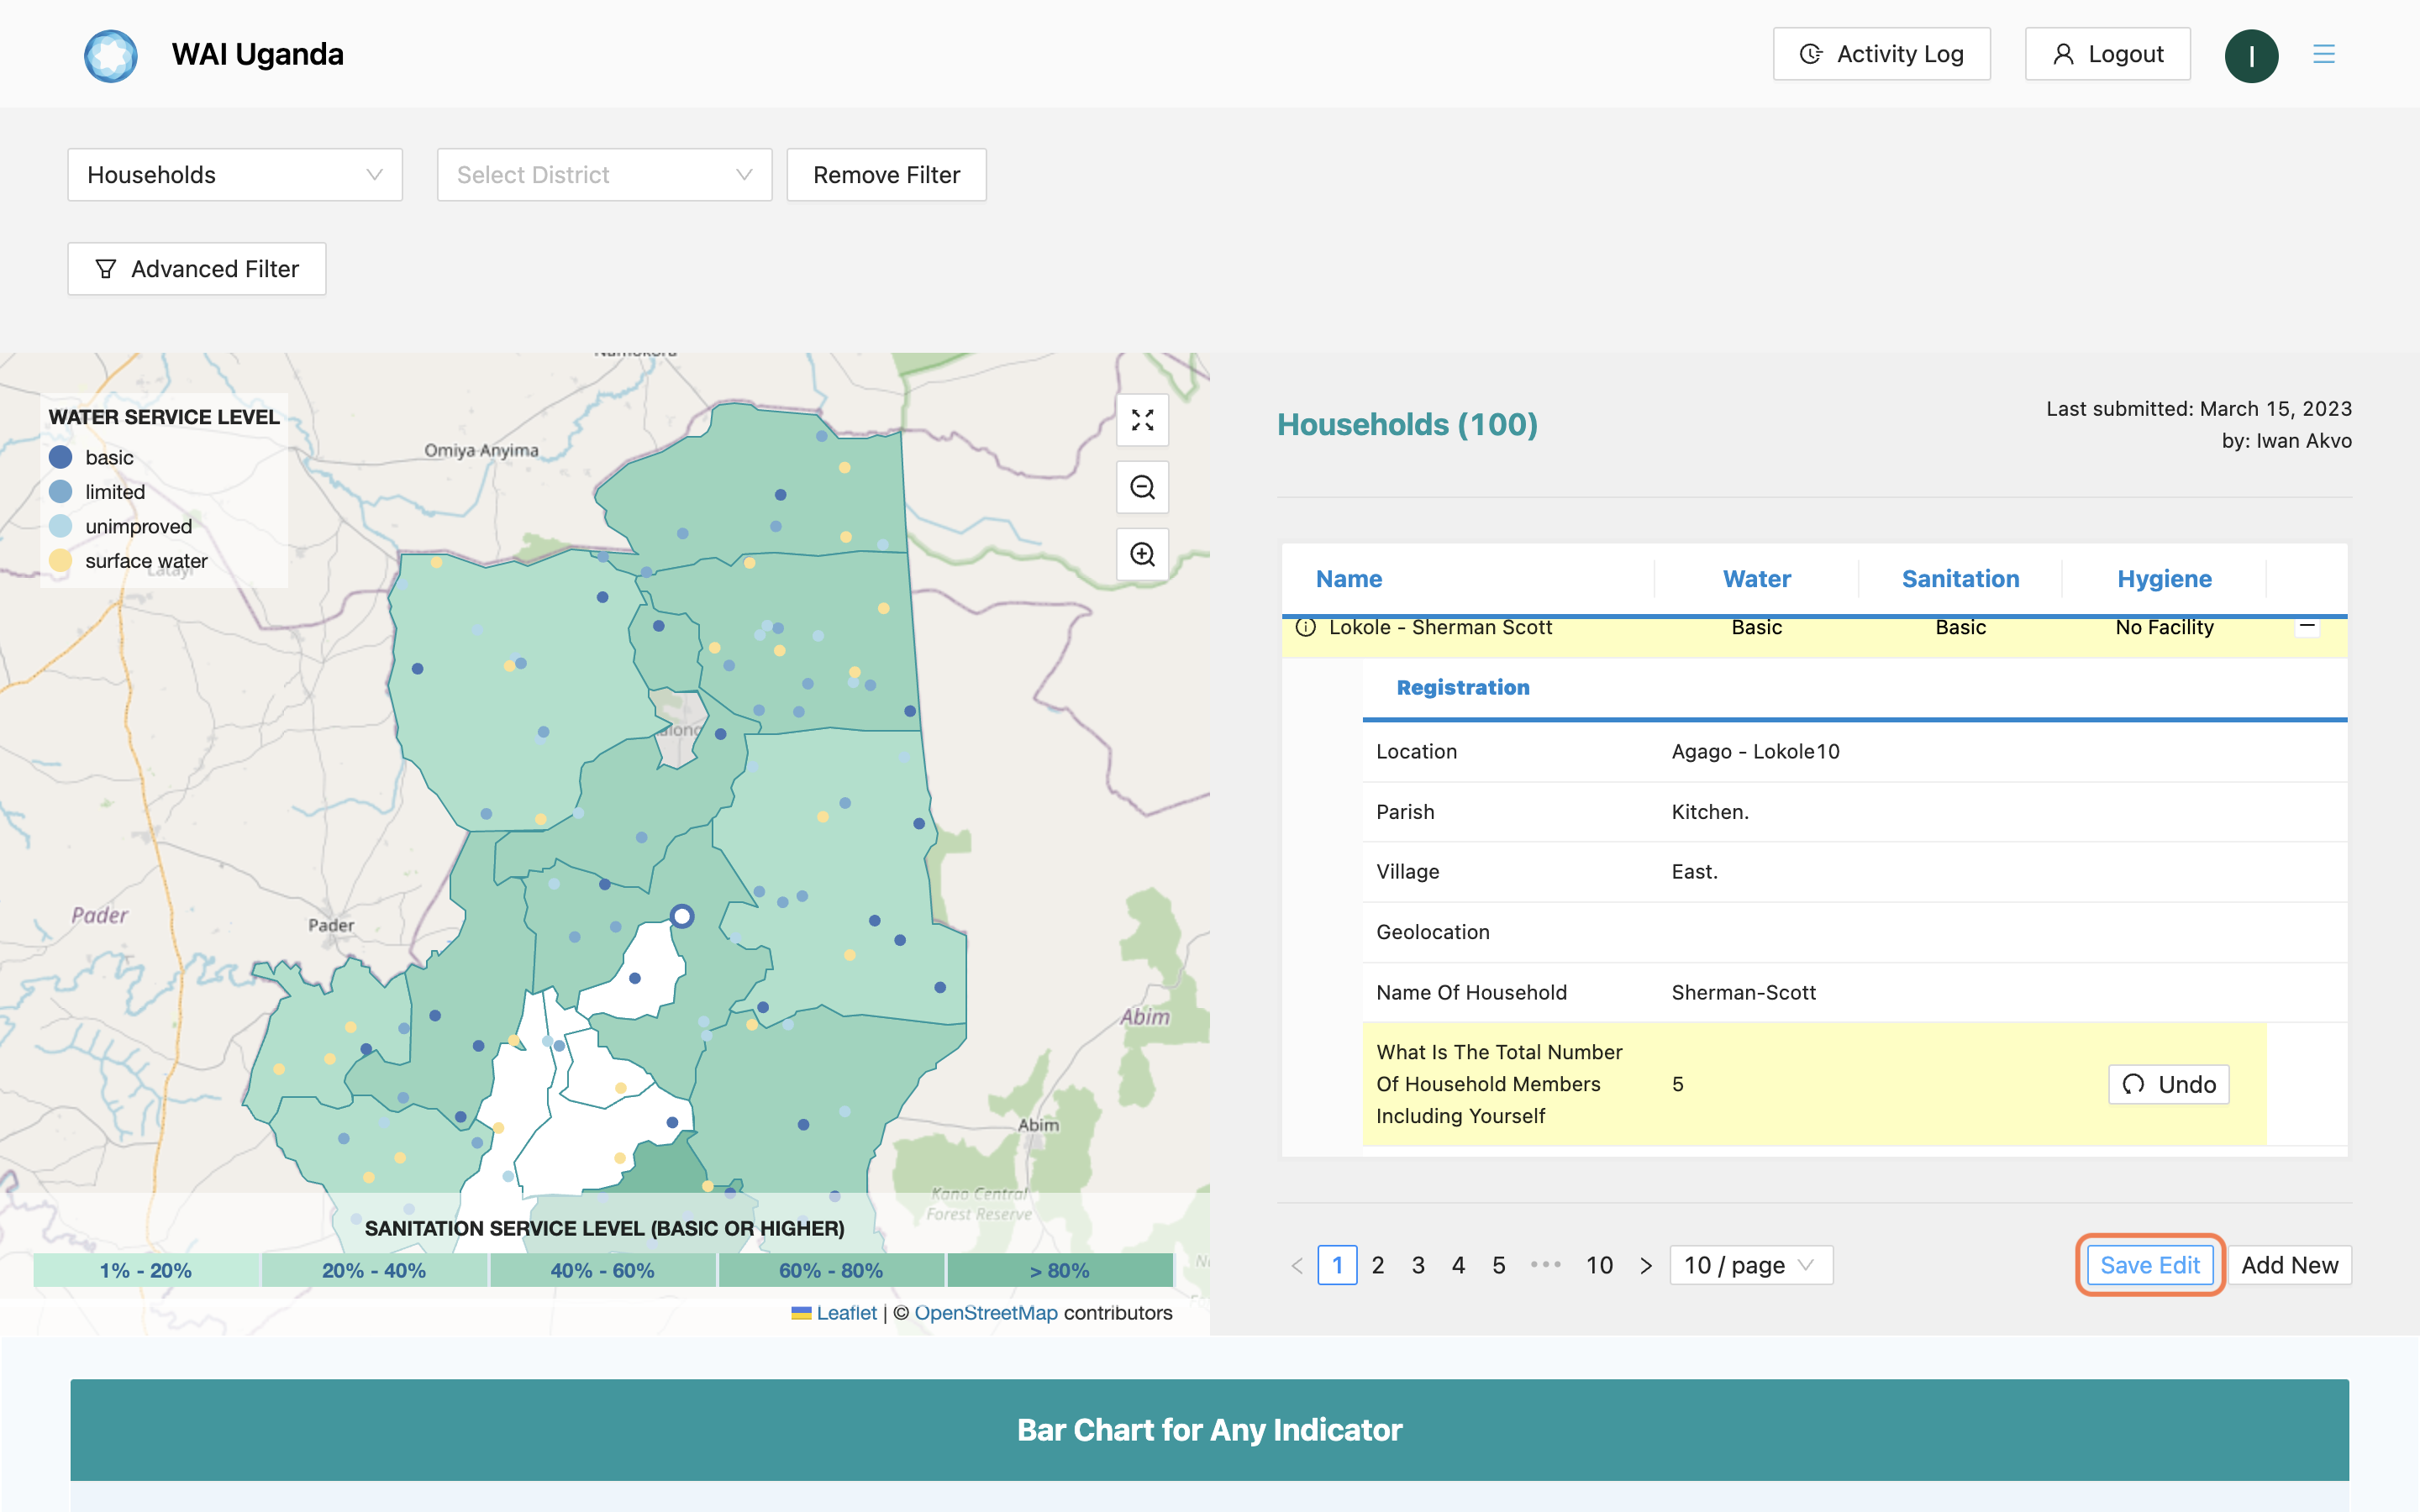 WAI Uganda
Activity Log
Logout
I
Households
Select District
Remove Filter
Advanced Filter
WATER SERVICE LEVEL
basic
limited
unimproved
surface water
Omiya Anyima
Latayi
Pader
Pader
Abim
Abim
Kano Central
Forest Reserve
SANITATION SERVICE LEVEL (BASIC OR HIGHER)
1% - 20%
20% - 40%
40% - 60%
60% - 80%
> 80%
Leaflet | © OpenStreetMap contributors
Households (100)
Last submitted: March 15, 2023
by: Iwan Akvo
Name
Water
Sanitation
Hygiene
Lokole - Sherman Scott
Basic
Basic
No Facility
Registration
Location
Agago - Lokole10
Parish
Kitchen.
Village
East.
Geolocation
Name Of Household
Sherman-Scott
What Is The Total Number
Of Household Members
Including Yourself
5
Undo
< 1 2 3 4 5 ••• 10 >
10 / page
Save Edit
Add New
Bar Chart for Any Indicator